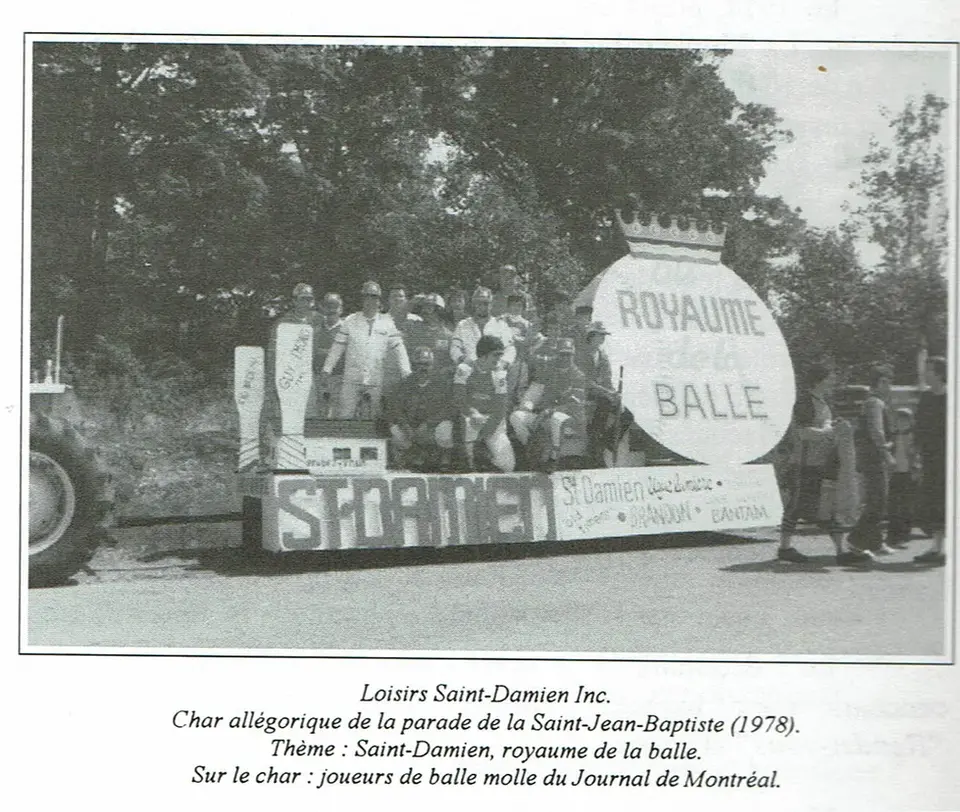 ROYAUME
BALLE
ST-DAMIEN
St Damien
BRANDON
BANTAM
Loisirs Saint-Damien Inc.
Char allégorique de la parade de la Saint-Jean-Baptiste (1978).
Thème : Saint-Damien, royaume de la balle.
Sur le char : joueurs de balle molle du Journal de Montréal.